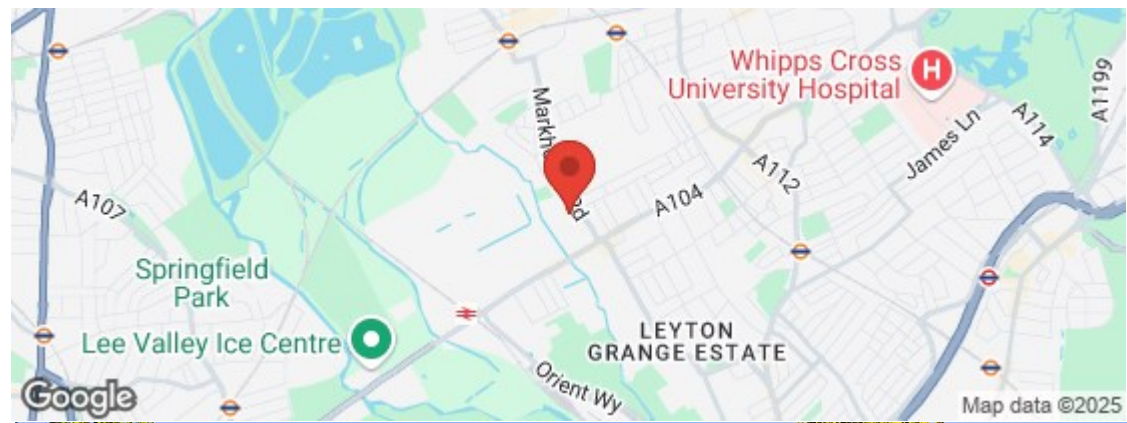 Whipps Cross
University Hospital
H
A1199
A114
James Ln
A112
A104
Rd
A107
Springfield
Park
Lee Valley Ice Centre
LEYTON
GRANGE ESTATE
Orient Wy
Google
Map data ©2025